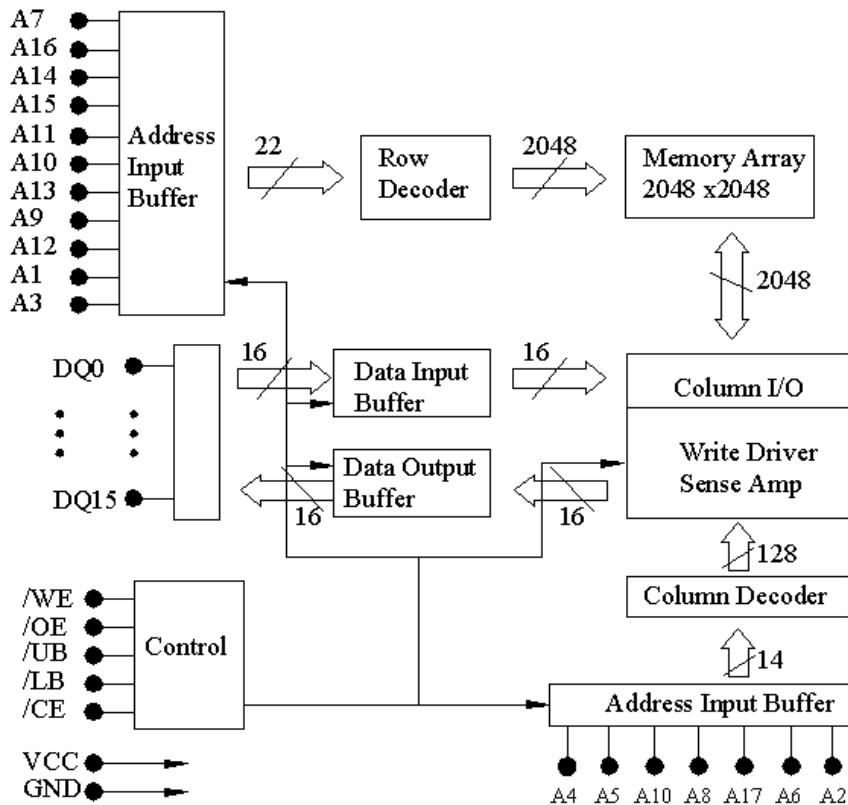 A7
A16
A14
A15
A11
A10
A13
A9
A12
A1
A3
Address
Input
Buffer
22
Row
Decoder
2048
Memory Array
2048 x2048
2048
DQ0
DQ15
16
Data Input
Buffer
16
Column I/O
Data Output
Buffer
16
16
Write Driver
Sense Amp
128
Column Decoder
14
Address Input Buffer
/WE
/OE
/UB
/LB
/CE
Control
VCC
GND
A4
A5
A10
A8
A17
A6
A2